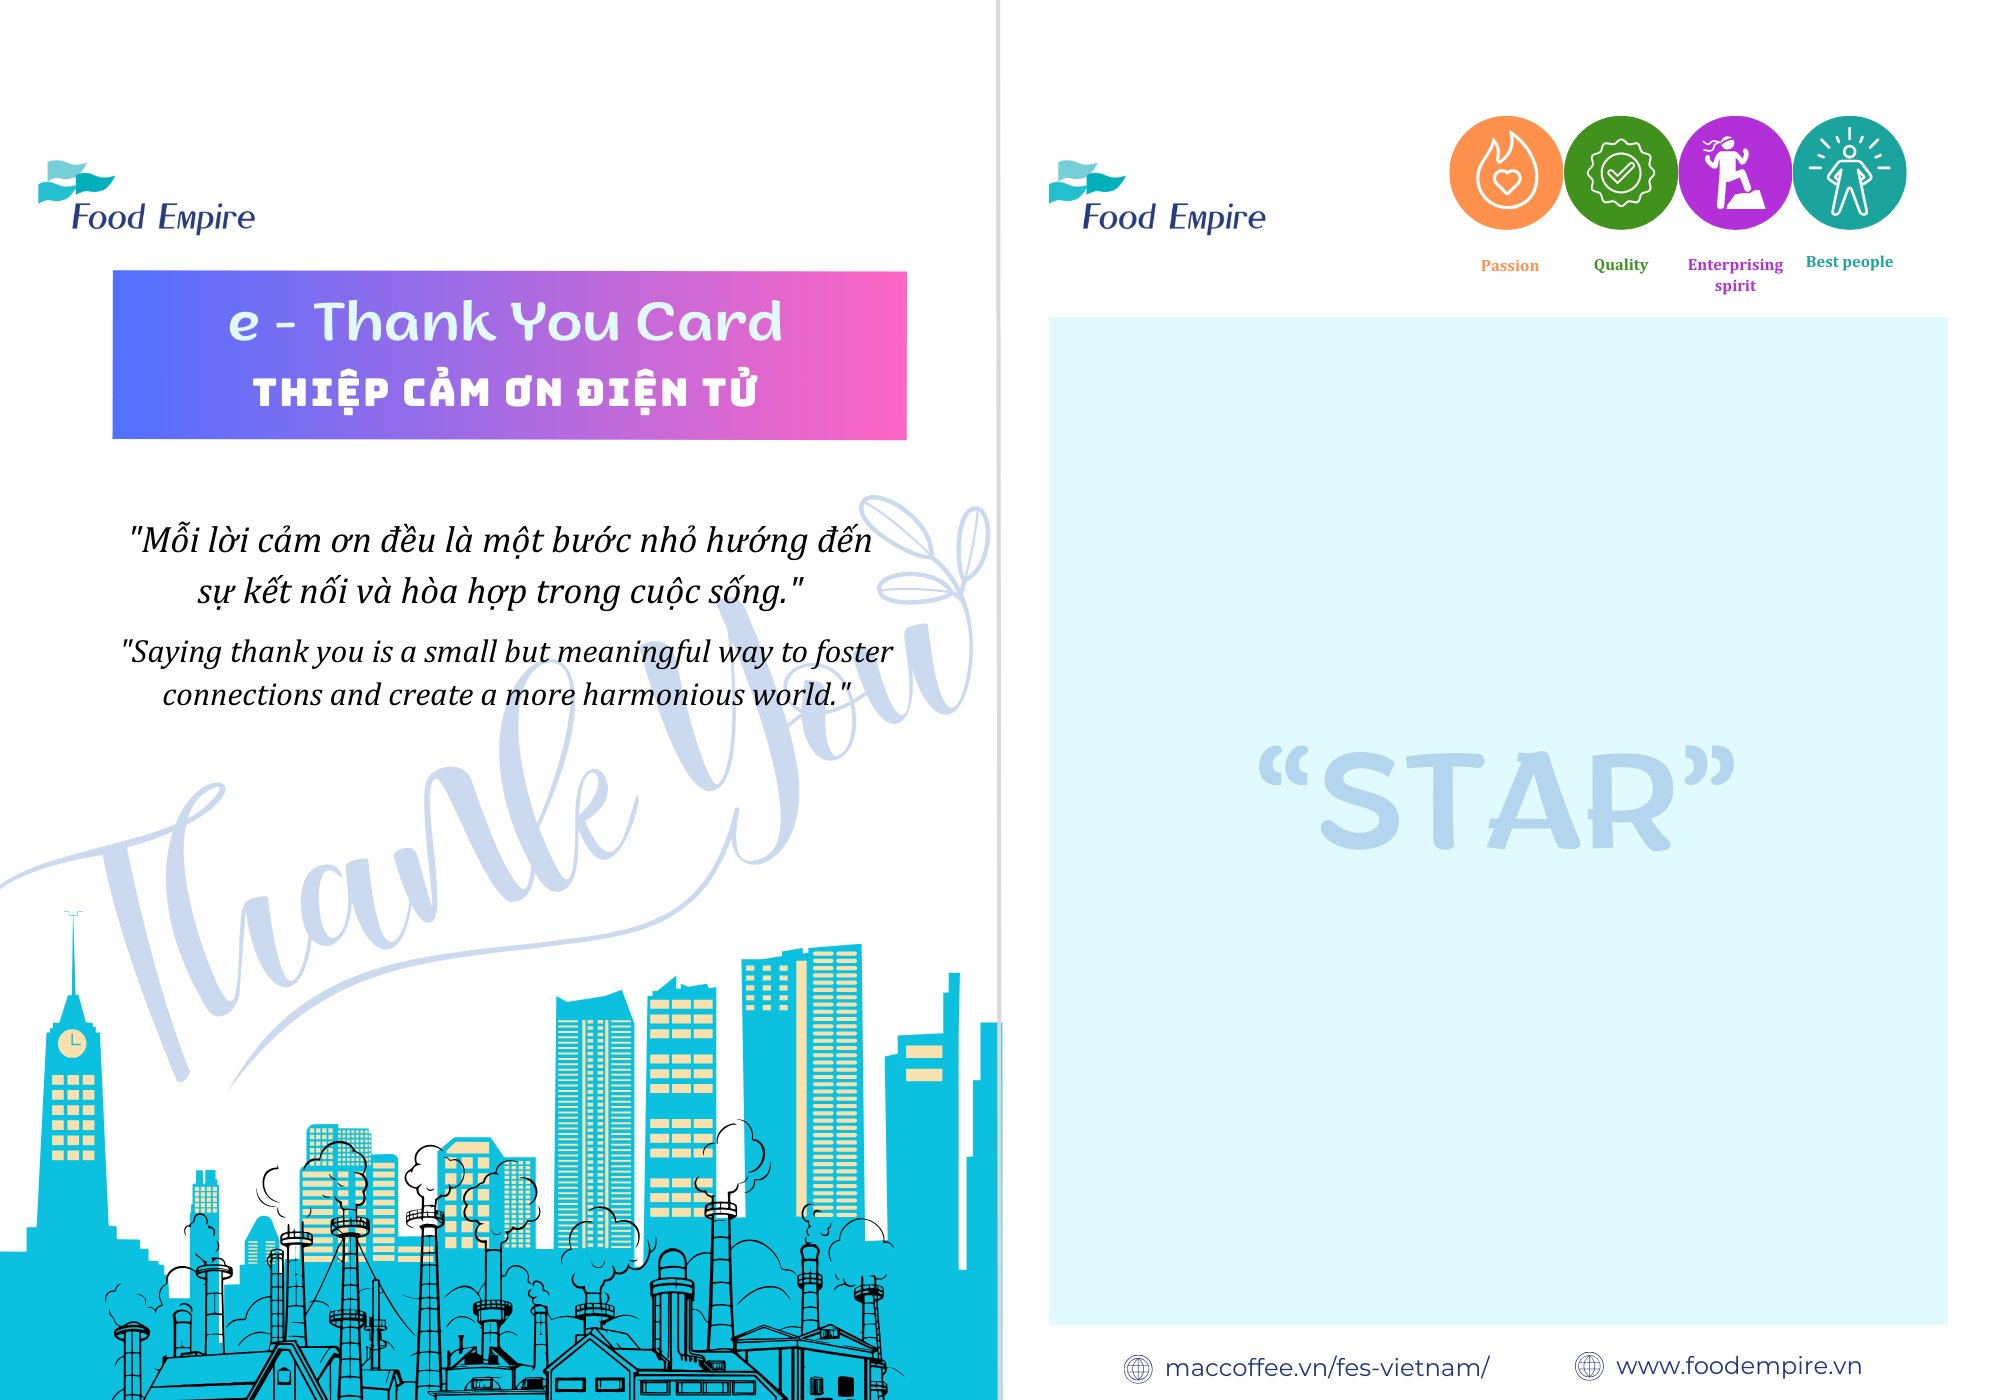 Food Empire
e - Thank You Card
THIỆP CẢM ƠN ĐIỆN TỬ
"Mỗi lời cảm ơn đều là một bước nhỏ hướng đến
sự kết nối và hòa hợp trong cuộc sống."
"Saying thank you is a small but meaningful way to foster
connections and create a more harmonious world."
Thank You
Food Empire
Passion
Quality
Enterprising
spirit
Best people
“STAR”
maccoffee.vn/fes-vietnam/
www.foodempire.vn